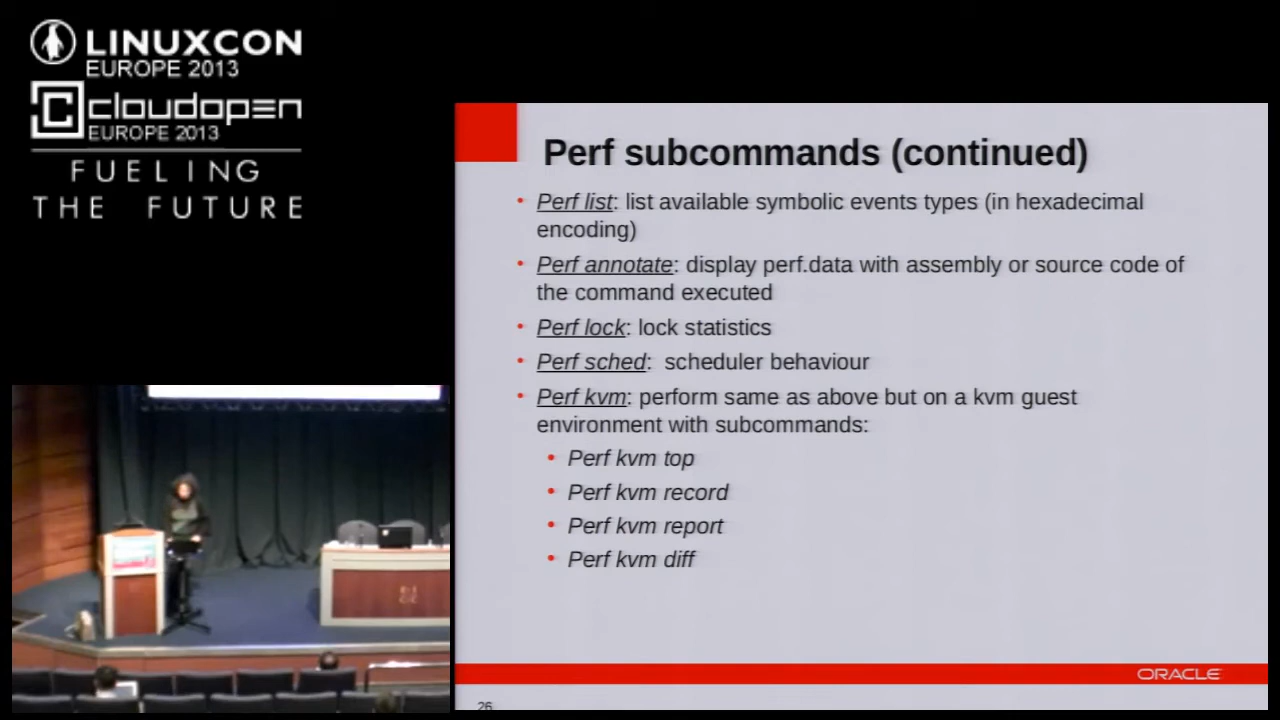 LINUXCON
EUROPE 2013
cloudopen
EUROPE 2013
FUELING
THE FUTURE
Perf subcommands (continued)
• Perf list: list available symbolic events types (in hexadecimal
encoding)
• Perf annotate: display perf.data with assembly or source code of
the command executed
• Perf lock: lock statistics
• Perf sched:  scheduler behaviour
• Perf kvm: perform same as above but on a kvm guest
environment with subcommands:
• Perf kvm top
• Perf kvm record
• Perf kvm report
• Perf kvm diff
ORACLE
26